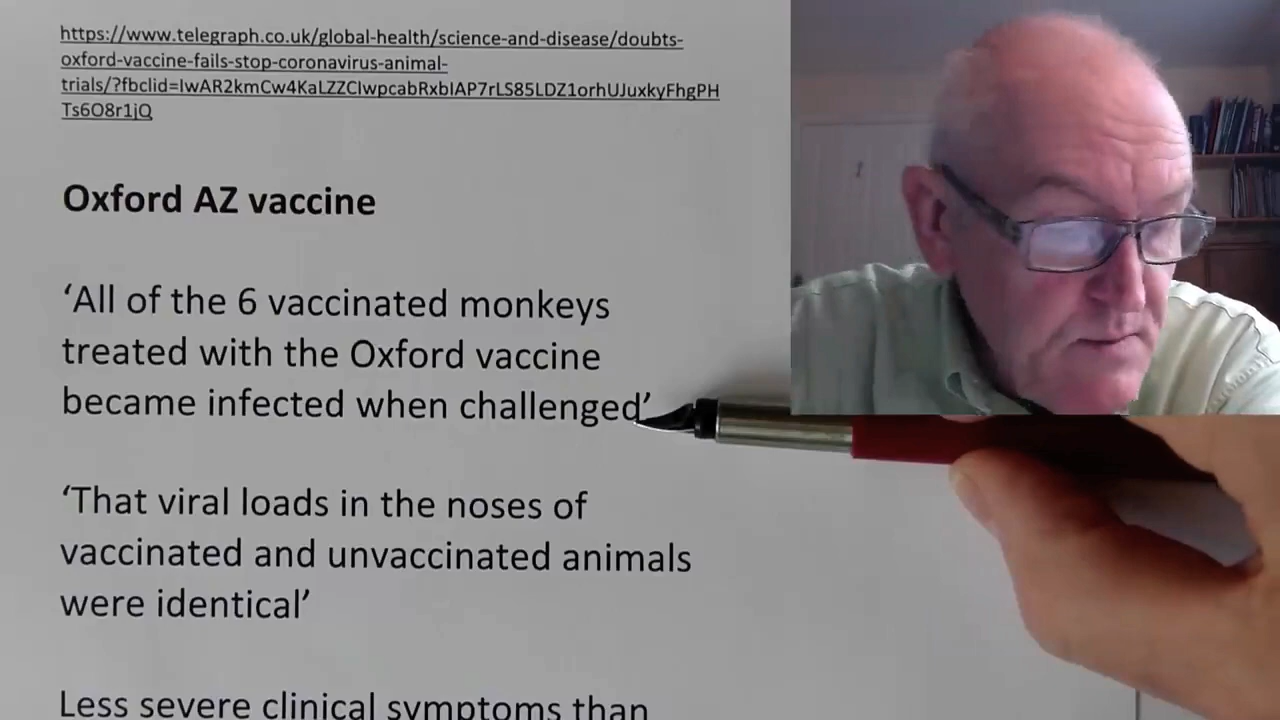 https://www.telegraph.co.uk/global-health/science-and-disease/doubts-
oxford-vaccine-fails-stop-coronavirus-animal-
trials/?fbclid=IwAR2kmCw4KaLZZCIwpcabRxbIAP7rLS85LDZ1orhUJuxkyFhgPH
Ts6O8r1jQ
Oxford AZ vaccine
‘All of the 6 vaccinated monkeys
treated with the Oxford vaccine
became infected when challenged’
‘That viral loads in the noses of
vaccinated and unvaccinated animals
were identical’
Less severe clinical symptoms than